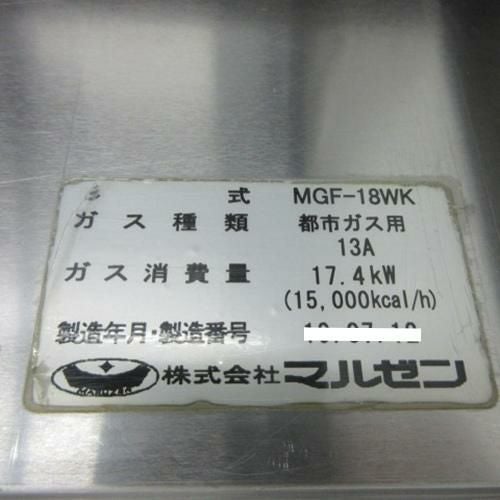 式 MGF-18WK
ガス種類 都市ガス用
13A
ガス消費量 17.4kW
(15,000kcal/h)
製造年月・製造番号
MARUZEN 株式会社 マルゼン